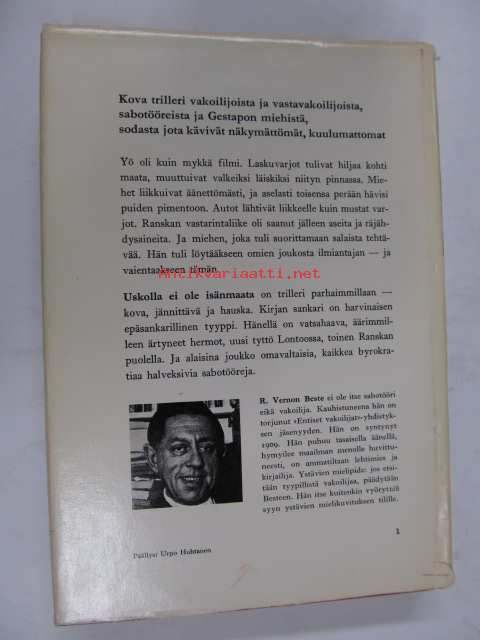 Kova trilleri vakoilijoista ja vastavakoilijoista,
sabotööreista ja Gestapon miehistä,
sodasta jota kävivät näkymättömät, kuulumattomat
Yö oli kuin mykkä filmi. Laskuvarjot tulivat hiljaa kohti
maata, muuttuivat valkeiksi läiskiksi niityn pinnassa. Mie-
het liikkuivat äänettömästi, ja aselasti toisensa perään hävisi
puiden pimentoon. Autot lähtivät liikkeelle kuin mustat var-
jot. Ranskan vastarintaliike oli saanut jälleen aseita ja räjäh-
dysaineita. Ja miehen, joka tuli suorittamaan salaista tehtä-
vää. Hän tuli löytääkseen omien joukosta ilmiantajan — ja
vaientaakseen tämän.
Antikvariaatti.net
Uskolla ei ole isänmaata on trilleri parhaimmillaan —
kova, jännittävä ja hauska. Kirjan sankari on harvinaisen
epäsankarillinen tyyppi. Hänellä on vatsahaava, äärimmil-
leen ärtyneet hermot, uusi tyttö Lontoossa, toinen Ranskan
puolella. Ja alaisina joukko omavaltaisia, kaikkea byrokra-
tiaa halveksivia sabotöörejä.
R. Vernon Beste ei ole itse sabotööri
eikä vakoilija. Kauhistuneena hän on
torjunut »Entiset vakoilijat»-yhdistyk-
sen jäsenyyden. Hän on syntynyt
1909. Hän puhuu tasaisella äänellä,
hymyilee maailman menolle huvittu-
neesti, on ammatiltaan lehtimies ja
kirjailija. Ystävien mielipide: jos etsi-
tään tyypillistä vakoilijaa, päädytään
Besteen. Hän itse kuitenkin vyöryttää
syyn ystävien mielikuvituksen tilille.
1
Päällys: Urpo Huhtanen